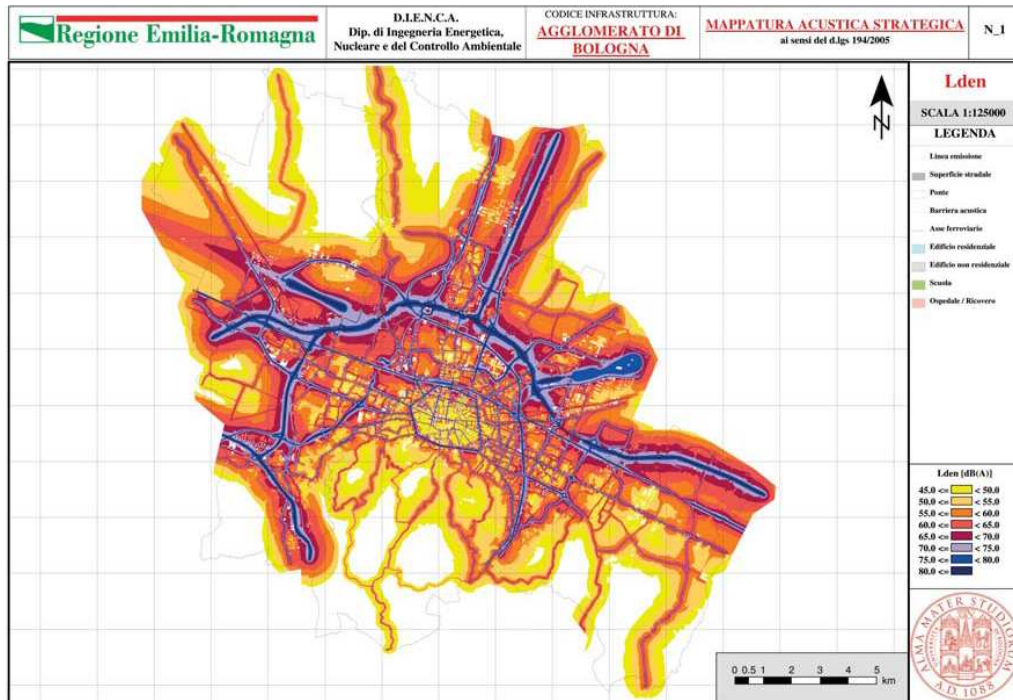 Regione Emilia-Romagna
D.I.E.N.C.A.
Dip. di Ingegneria Energetica,
Nucleare e del Controllo Ambientale
CODICE INFRASTRUTTURA:
AGGLOMERATO DI
BOLOGNA
MAPPATURA ACUSTICA STRATEGICA
ai sensi del d.lgs 194/2005
N_1
N
Lden
SCALA 1:125000
LEGENDA
Linea emissione
Superficie stradale
Ponte
Barriera acustica
Asse ferroviario
Edificio residenziale
Edificio non residenziale
Scuola
Ospedale / Ricovero
Lden [dB(A)]
45.0 <= < 50.0
50.0 <= < 55.0
55.0 <= < 60.0
60.0 <= < 65.0
65.0 <= < 70.0
70.0 <= < 75.0
75.0 <= < 80.0
80.0 <=
0 0.5 1 2 3 4 5
km
ALMA MATER STUDIORUM
A.D. 1088